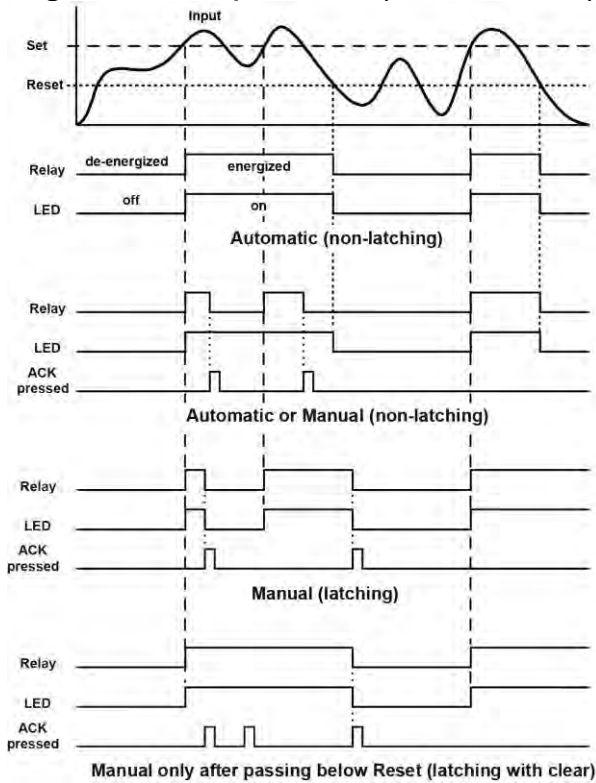 Input
Set
Reset
de-energized
energized
Relay
off
on
LED
Automatic (non-latching)
Relay
LED
ACK
pressed
Automatic or Manual (non-latching)
Relay
LED
ACK
pressed
Manual (latching)
Relay
LED
ACK
pressed
Manual only after passing below Reset (latching with clear)